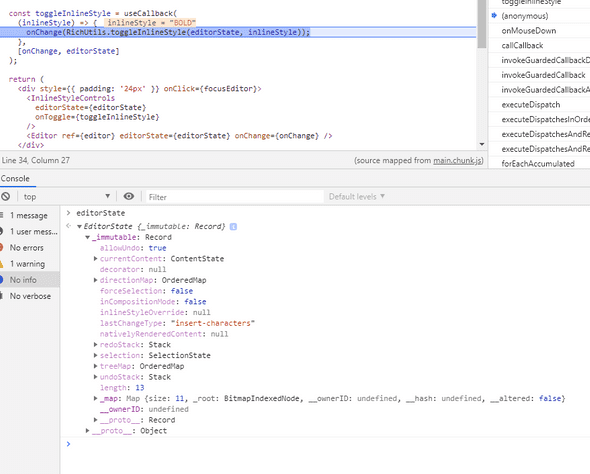 const toggleInlineStyle = useCallback(
(inlineStyle) => { inlineStyle = "BOLD"
onChange(RichUtils.toggleInlineStyle(editorState, inlineStyle));
},
[onChange, editorState]
);
return (
<div style={{ padding: '24px' }} onClick={focusEditor}>
<InlineStyleControls
editorState={editorState}
onToggle={toggleInlineStyle}
/>
<Editor ref={editor} editorState={editorState} onChange={onChange} />
</div>
Line 34, Column 27 (source mapped from main.chunk.js)
toggleInlineStyle
(anonymous)
onMouseDown
callCallback
invokeGuardedCallbackD
invokeGuardedCallback
invokeGuardedCallbackA
executeDispatch
executeDispatchesInOrde
executeDispatchesAndRe
executeDispatchesAndRe
forEachAccumulated
Console
top Filter Default levels
1 message
1 user mess...
No errors
1 warning
No info
No verbose
editorState
EditorState {_immutable: Record}
_immutable: Record
allowUndo: true
currentContent: ContentState
decorator: null
directionMap: OrderedMap
forceSelection: false
inCompositionMode: false
inlineStyleOverride: null
lastChangeType: "insert-characters"
nativelyRenderedContent: null
redoStack: Stack
selection: SelectionState
treeMap: OrderedMap
undoStack: Stack
length: 13
_map: Map {size: 11, _root: BitmapIndexedNode, __ownerID: undefined, __hash: undefined, __altered: false}
__ownerID: undefined
__proto__: Record
__proto__: Object